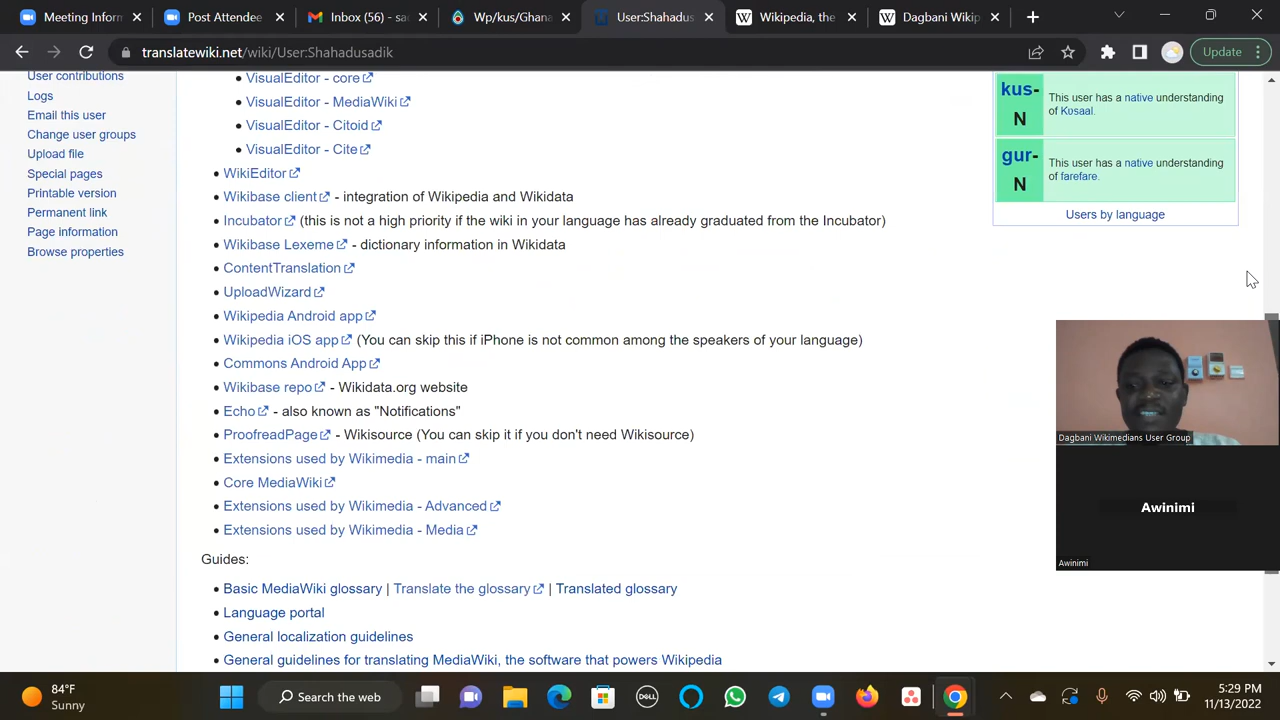 Meeting Inform
Post Attendee
Inbox (56) - sad
Wp/kus/Ghana
User:Shahadus
Wikipedia, the
Dagbani Wikip
translatewiki.net/wiki/User:Shahadusadik
Update
User contributions
Logs
Email this user
Change user groups
Upload file
Special pages
Printable version
Permanent link
Page information
Browse properties
• VisualEditor - core
• VisualEditor - MediaWiki
• VisualEditor - Citoid
• VisualEditor - Cite
• WikiEditor
• Wikibase client - integration of Wikipedia and Wikidata
• Incubator (this is not a high priority if the wiki in your language has already graduated from the Incubator)
• Wikibase Lexeme - dictionary information in Wikidata
• ContentTranslation
• UploadWizard
• Wikipedia Android app
• Wikipedia iOS app (You can skip this if iPhone is not common among the speakers of your language)
• Commons Android App
• Wikibase repo - Wikidata.org website
• Echo - also known as "Notifications"
• ProofreadPage - Wikisource (You can skip it if you don't need Wikisource)
• Extensions used by Wikimedia - main
• Core MediaWiki
• Extensions used by Wikimedia - Advanced
• Extensions used by Wikimedia - Media
Guides:
• Basic MediaWiki glossary | Translate the glossary | Translated glossary
• Language portal
• General localization guidelines
• General guidelines for translating MediaWiki, the software that powers Wikipedia
kus-N
This user has a native understanding
of Kʋsaal.
gur-N
This user has a native understanding
of farefare.
Users by language
Dagbani Wikimedians User Group
Awinimi
Awinimi
84°F
Sunny
Search the web
DELL
5:29 PM
11/13/2022